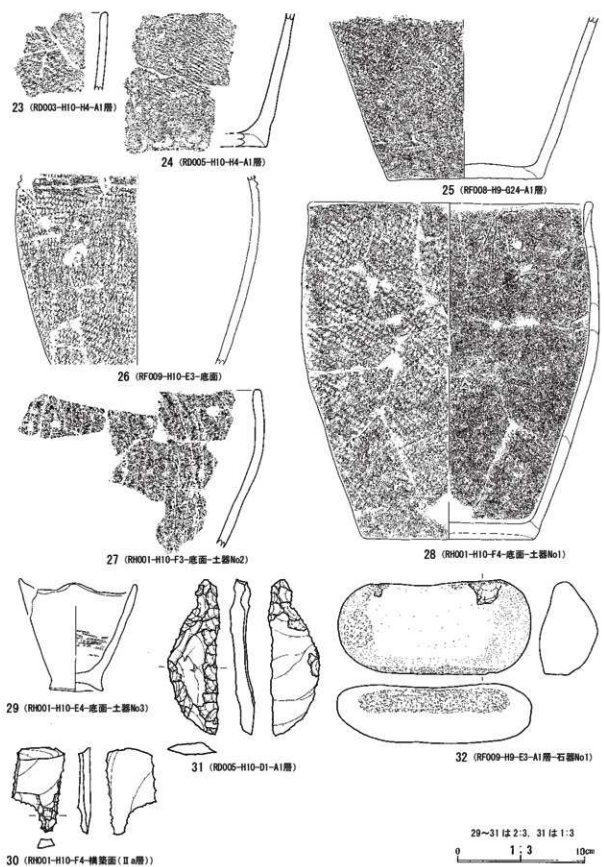 23 (RD003-H10-H4-A1層)
24 (RD005-H10-H4-A1層)
25 (RF008-H9-G24-A1層)
26 (RF009-H10-E3-底面)
27 (RH001-H10-F3-底面-土器No2)
28 (RH001-H10-F4-底面-土器No1)
29 (RH001-H10-E4-底面-土器No3)
31 (RD005-H10-D1-A1層)
32 (RF009-H9-E3-A1層-石器No1)
30 (RH001-H10-F4-構築面(Ⅱa層))
29~31は2:3, 31は1:3
0 1:3 10cm